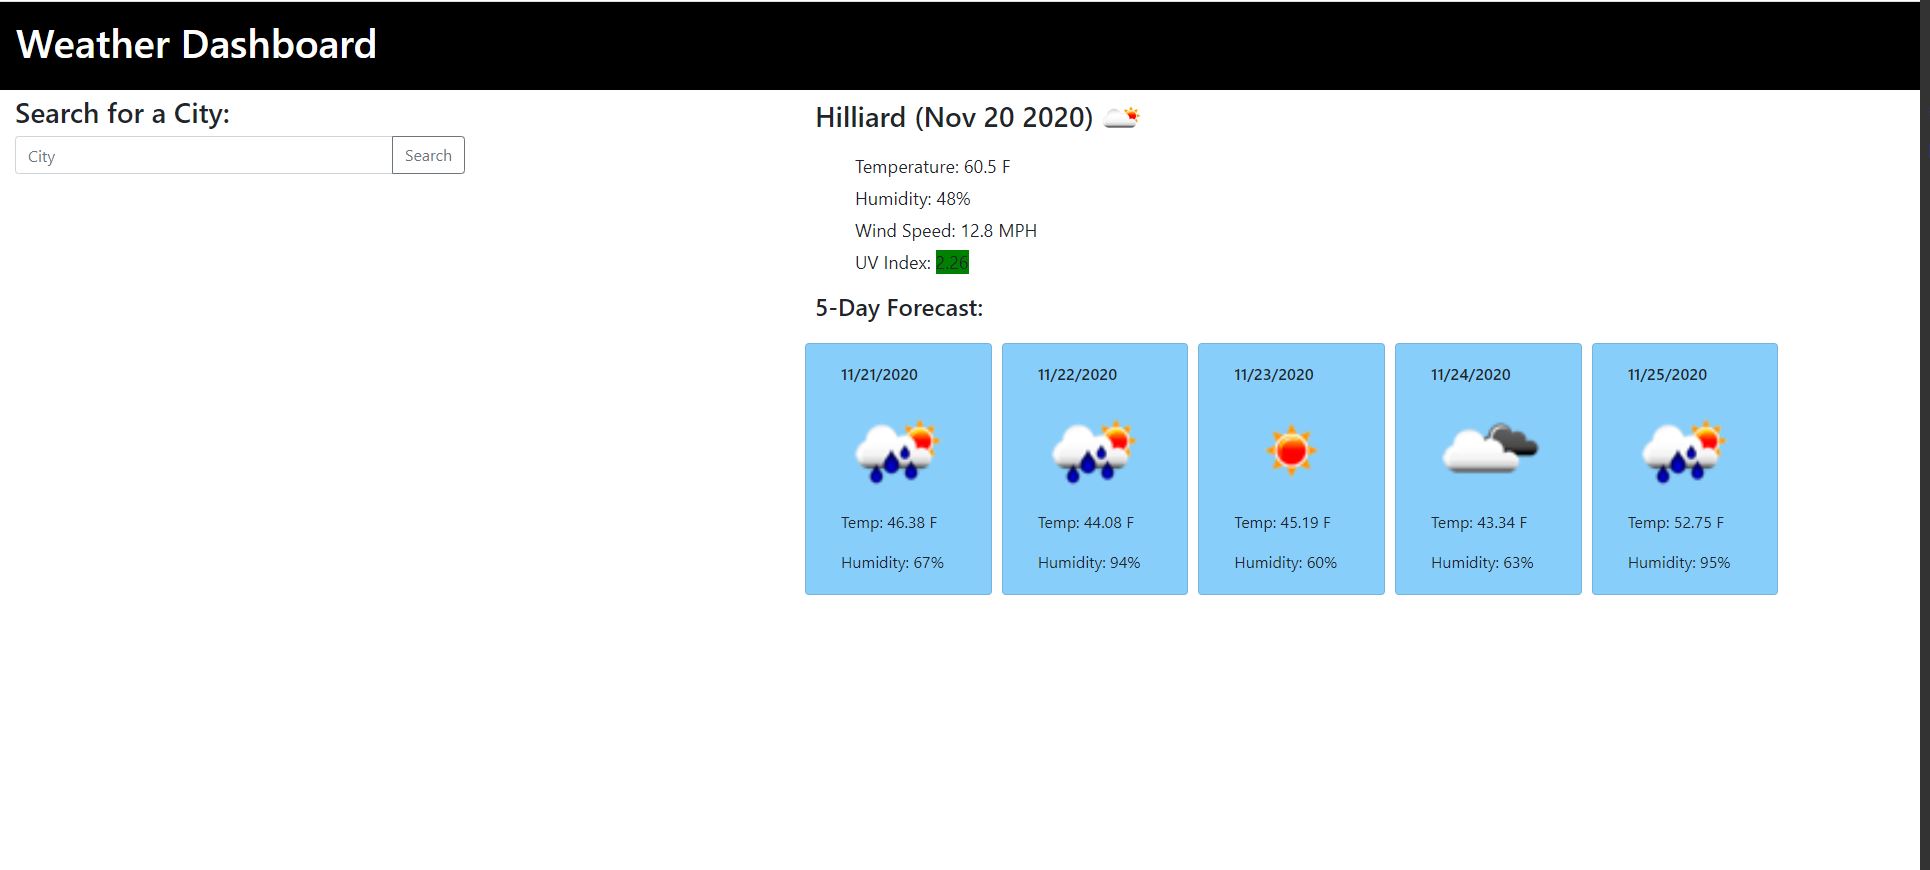 Weather Dashboard
Search for a City:
City
Search
Hilliard (Nov 20 2020)
Temperature: 60.5 F
Humidity: 48%
Wind Speed: 12.8 MPH
UV Index: 2.26
5-Day Forecast:
11/21/2020
Temp: 46.38 F
Humidity: 67%
11/22/2020
Temp: 44.08 F
Humidity: 94%
11/23/2020
Temp: 45.19 F
Humidity: 60%
11/24/2020
Temp: 43.34 F
Humidity: 63%
11/25/2020
Temp: 52.75 F
Humidity: 95%